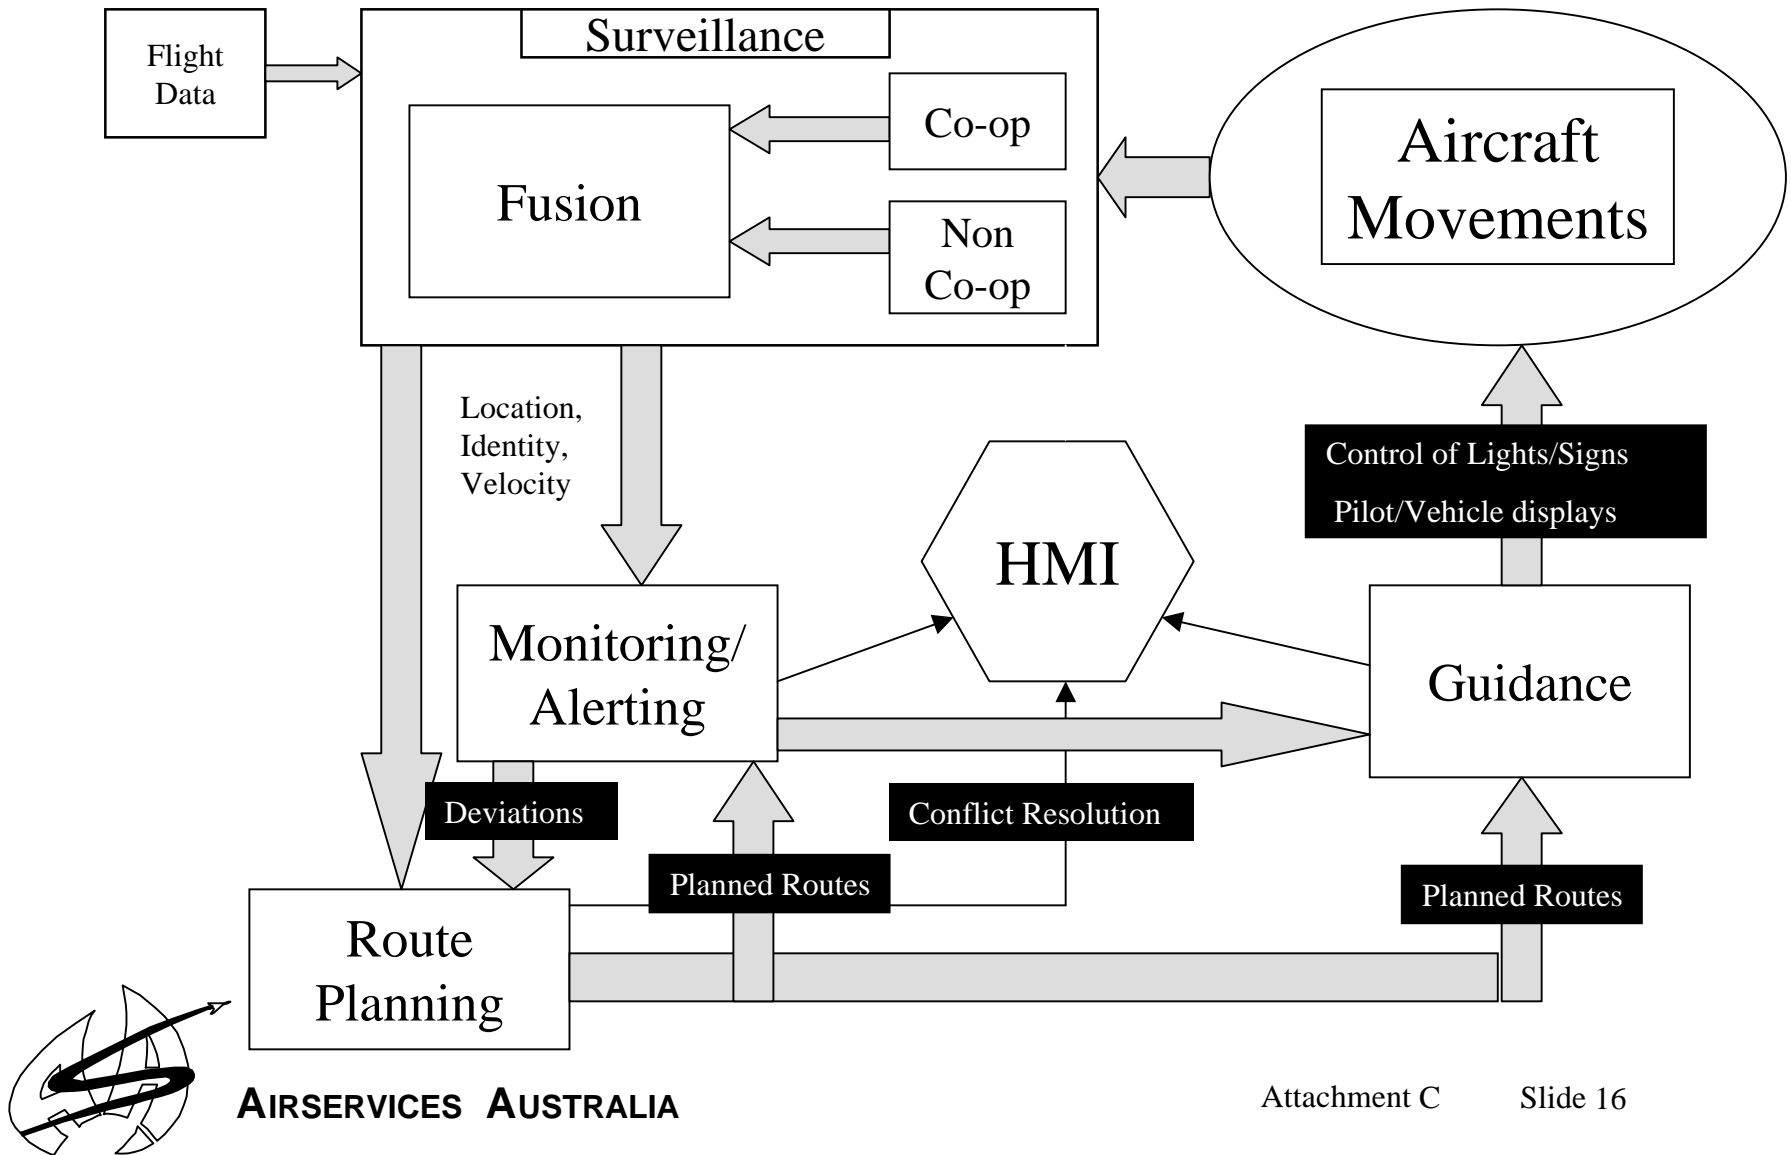 Flight
Data
Surveillance
Fusion
Co-op
Non
Co-op
Aircraft
Movements
Location,
Identity,
Velocity
Control of Lights/Signs
Pilot/Vehicle displays
HMI
Monitoring/
Alerting
Guidance
Deviations
Conflict Resolution
Planned Routes
Planned Routes
Route
Planning
AIRSERVICES AUSTRALIA
Attachment C Slide 16